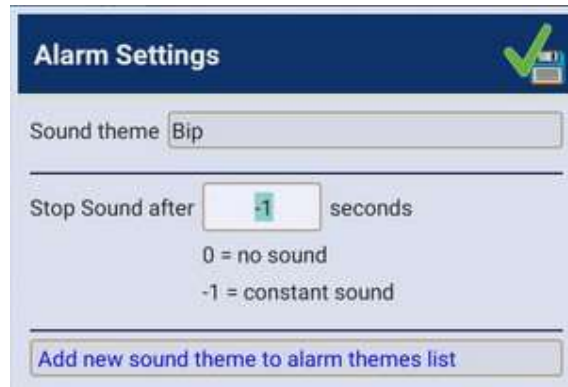 Alarm Settings
Sound theme Bip
Stop Sound after -1 seconds
0 = no sound
-1 = constant sound
Add new sound theme to alarm themes list